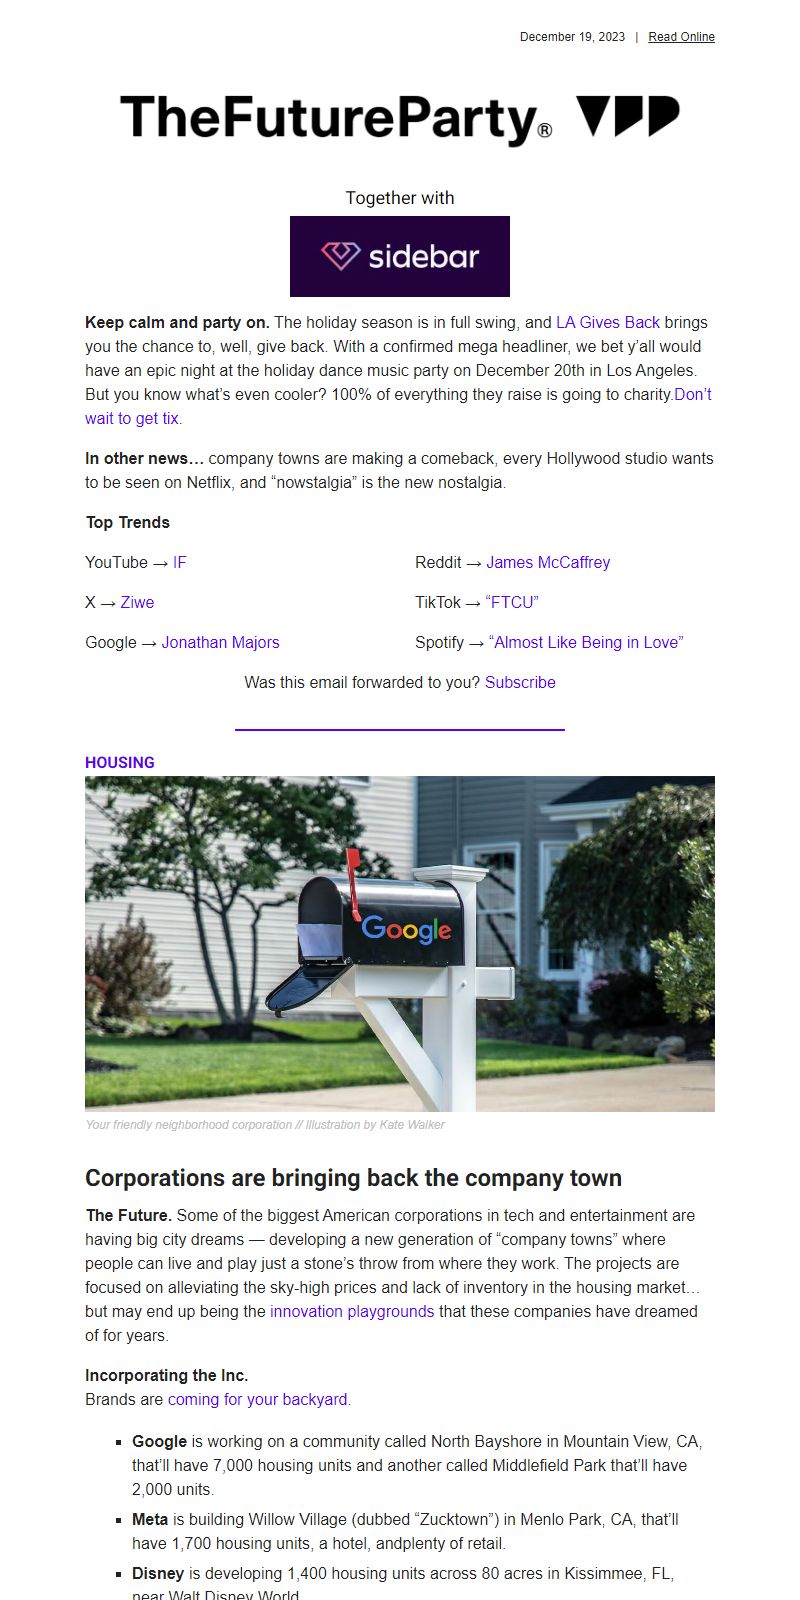 December 19, 2023 | Read Online
TheFutureParty®
Together with
sidebar
Keep calm and party on. The holiday season is in full swing, and LA Gives Back brings
you the chance to, well, give back. With a confirmed mega headliner, we bet y’all would
have an epic night at the holiday dance music party on December 20th in Los Angeles.
But you know what’s even cooler? 100% of everything they raise is going to charity.Don’t
wait to get tix.
In other news… company towns are making a comeback, every Hollywood studio wants
to be seen on Netflix, and “nowstalgia” is the new nostalgia.
Top Trends
YouTube → IF
Reddit → James McCaffrey
X → Ziwe
TikTok → “FTCU”
Google → Jonathan Majors
Spotify → “Almost Like Being in Love”
Was this email forwarded to you? Subscribe
HOUSING
Google
Your friendly neighborhood corporation // Illustration by Kate Walker
Corporations are bringing back the company town
The Future. Some of the biggest American corporations in tech and entertainment are
having big city dreams — developing a new generation of “company towns” where
people can live and play just a stone’s throw from where they work. The projects are
focused on alleviating the sky-high prices and lack of inventory in the housing market…
but may end up being the innovation playgrounds that these companies have dreamed
of for years.
Incorporating the Inc.
Brands are coming for your backyard.
▪ Google is working on a community called North Bayshore in Mountain View, CA,
that’ll have 7,000 housing units and another called Middlefield Park that’ll have
2,000 units.
▪ Meta is building Willow Village (dubbed “Zucktown”) in Menlo Park, CA, that’ll
have 1,700 housing units, a hotel, andplenty of retail.
▪ Disney is developing 1,400 housing units across 80 acres in Kissimmee, FL,
near Walt Disney World